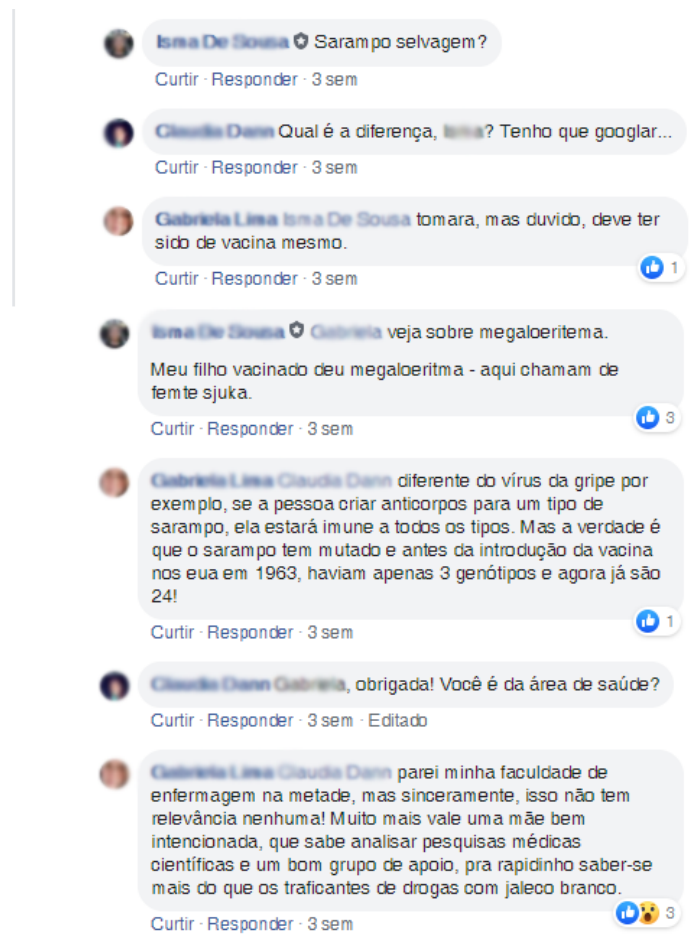 Isma De Sousa Sarampo selvagem?
Curtir · Responder · 3 sem
Claudia Dann Qual é a diferença, ? Tenho que googlar...
Curtir · Responder · 3 sem
Gabriela Lima Isma De Sousa tomara, mas duvido, deve ter
sido de vacina mesmo.
1
Curtir · Responder · 3 sem
Isma De Sousa Gabriela veja sobre megaloeritema.
Meu filho vacinado deu megaloeritma - aqui chamam de
femte sjuka.
3
Curtir · Responder · 3 sem
Gabriela Lima Claudia Dann diferente do vírus da gripe por
exemplo, se a pessoa criar anticorpos para um tipo de
sarampo, ela estará imune a todos os tipos. Mas a verdade é
que o sarampo tem mutado e antes da introdução da vacina
nos eua em 1963, haviam apenas 3 genótipos e agora já são
24!
1
Curtir · Responder · 3 sem
Claudia Dann Gabriela, obrigada! Você é da área de saúde?
Curtir · Responder · 3 sem · Editado
Gabriela Lima Claudia Dann parei minha faculdade de
enfermagem na metade, mas sinceramente, isso não tem
relevância nenhuma! Muito mais vale uma mãe bem
intencionada, que sabe analisar pesquisas médicas
científicas e um bom grupo de apoio, pra rapidinho saber-se
mais do que os traficantes de drogas com jaleco branco.
3
Curtir · Responder · 3 sem